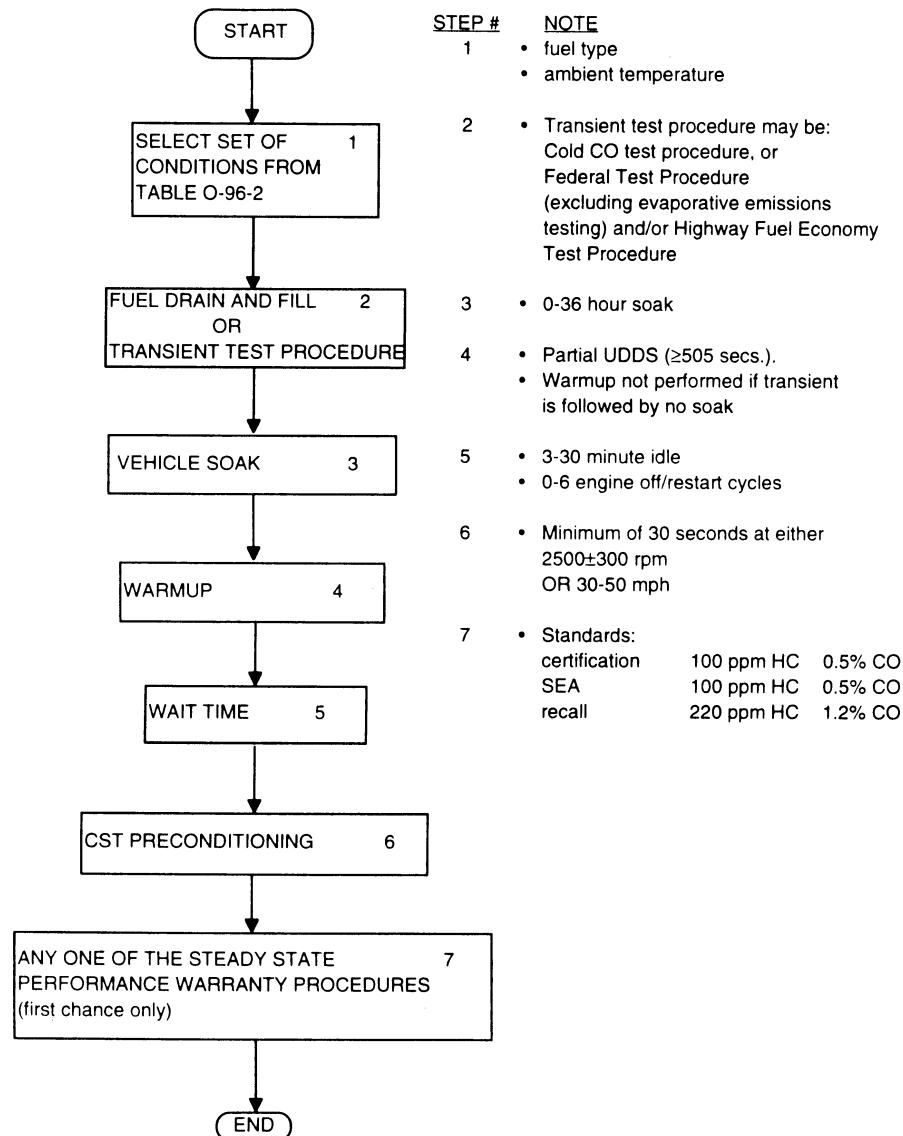 START
SELECT SET OF 1
CONDITIONS FROM
TABLE O-96-2
FUEL DRAIN AND FILL 2
OR
TRANSIENT TEST PROCEDURE
VEHICLE SOAK 3
WARMUP 4
WAIT TIME 5
CST PRECONDITIONING 6
ANY ONE OF THE STEADY STATE 7
PERFORMANCE WARRANTY PROCEDURES
(first chance only)
END
STEP # NOTE
1 • fuel type
• ambient temperature
2 • Transient test procedure may be:
Cold CO test procedure, or
Federal Test Procedure
(excluding evaporative emissions
testing) and/or Highway Fuel Economy
Test Procedure
3 • 0-36 hour soak
4 • Partial UDDS (≥505 secs.).
• Warmup not performed if transient
is followed by no soak
5 • 3-30 minute idle
• 0-6 engine off/restart cycles
6 • Minimum of 30 seconds at either
2500±300 rpm
OR 30-50 mph
7 • Standards:
certification 100 ppm HC 0.5% CO
SEA 100 ppm HC 0.5% CO
recall 220 ppm HC 1.2% CO